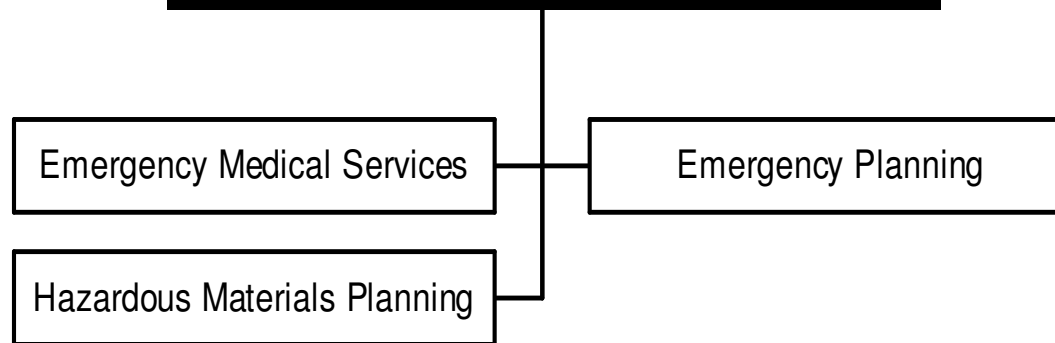 Emergency Medical Services
Emergency Planning
Hazardous Materials Planning